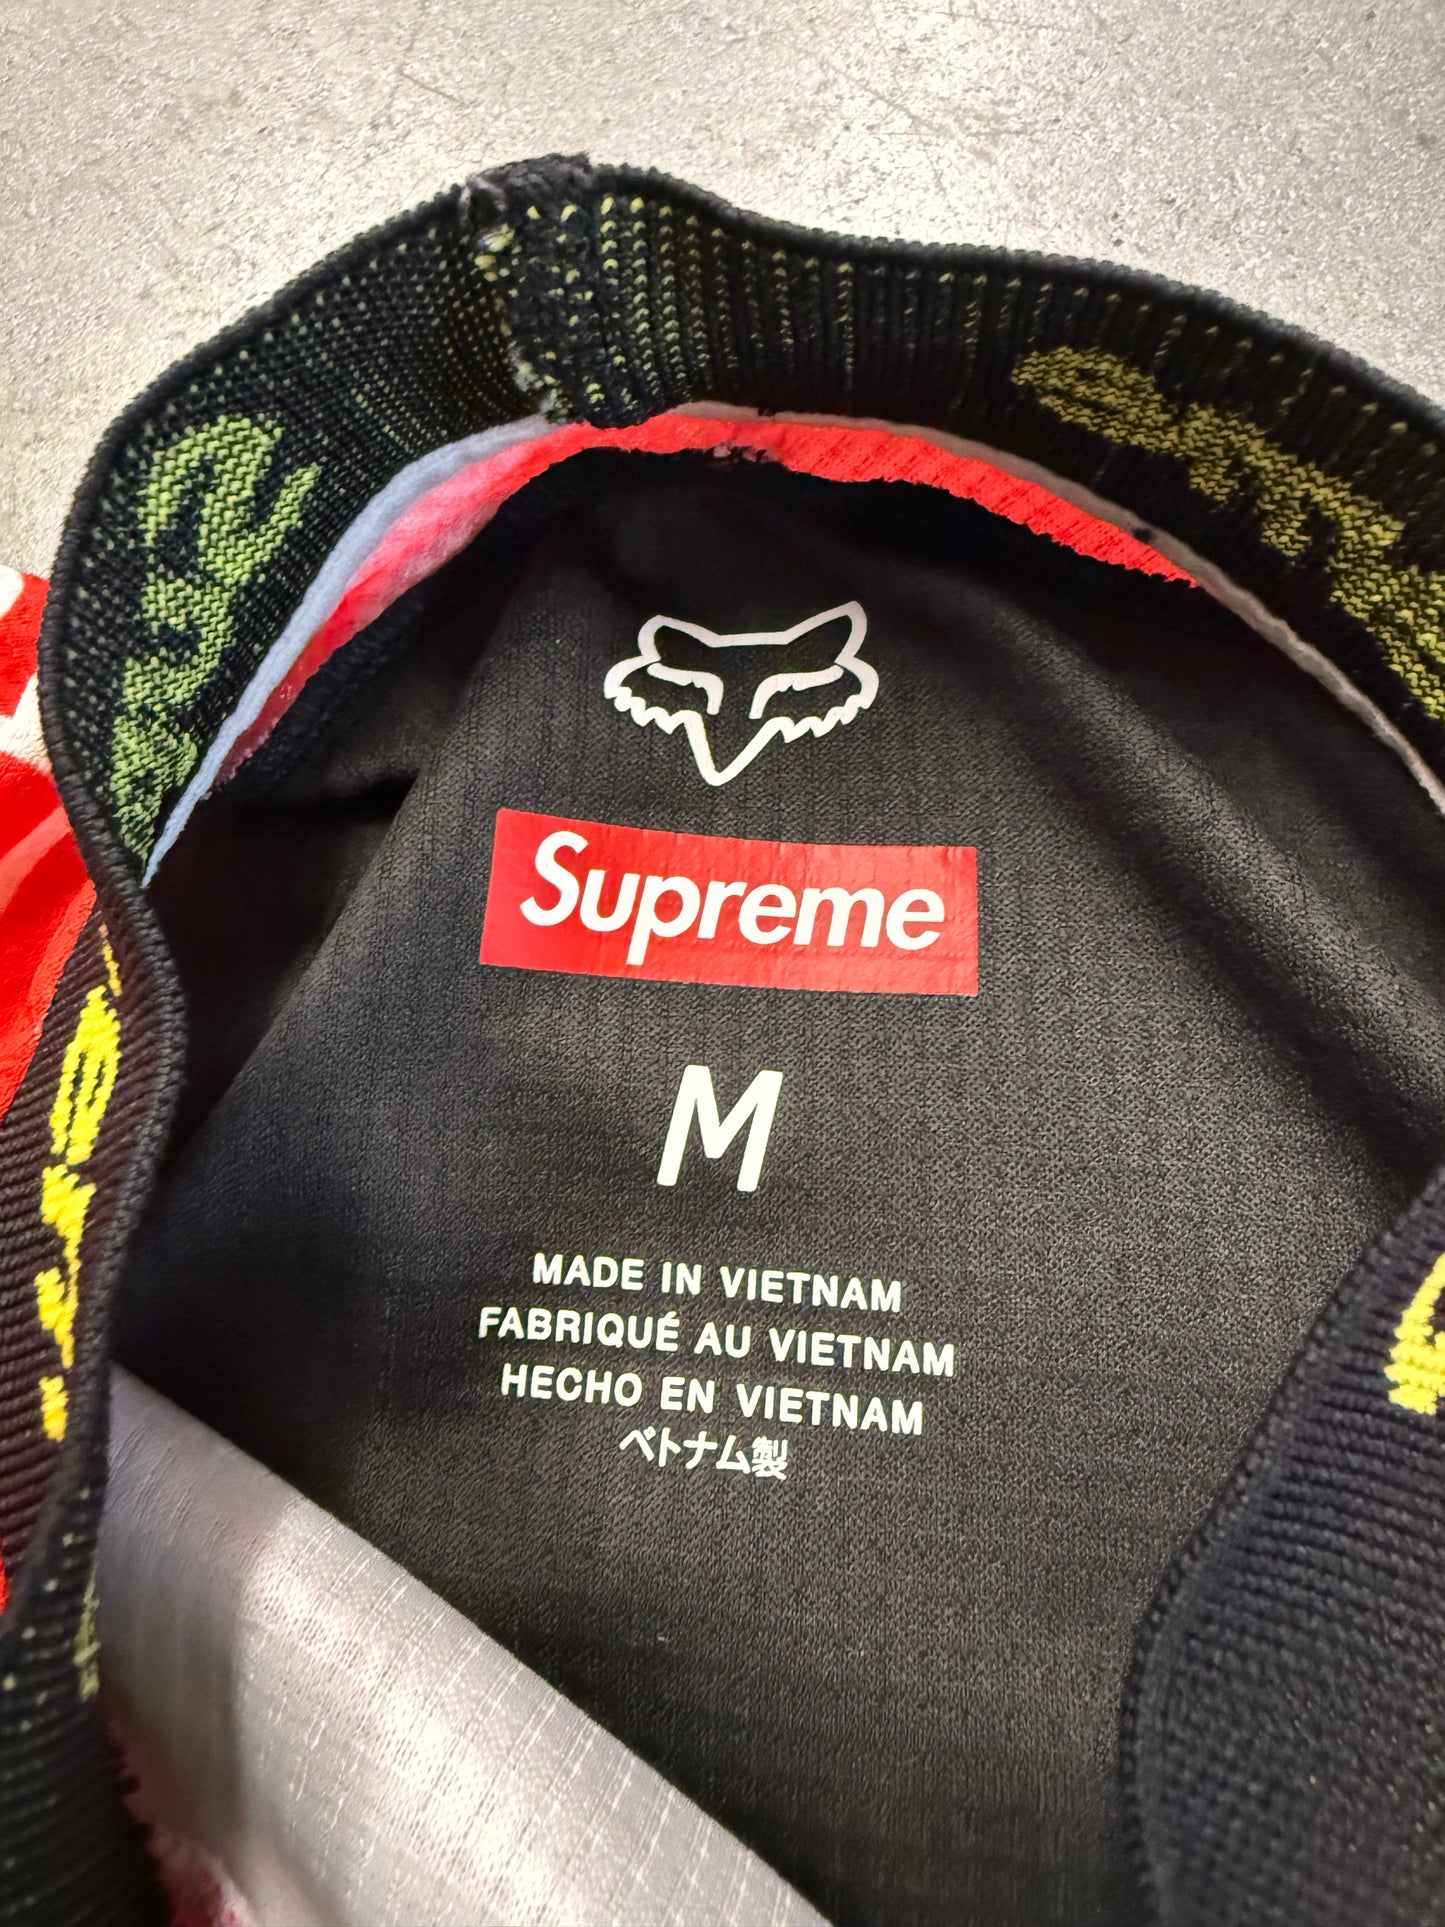 Supreme
M
MADE IN VIETNAM
FABRIQUÉ AU VIETNAM
HECHO EN VIETNAM
ベトナム製